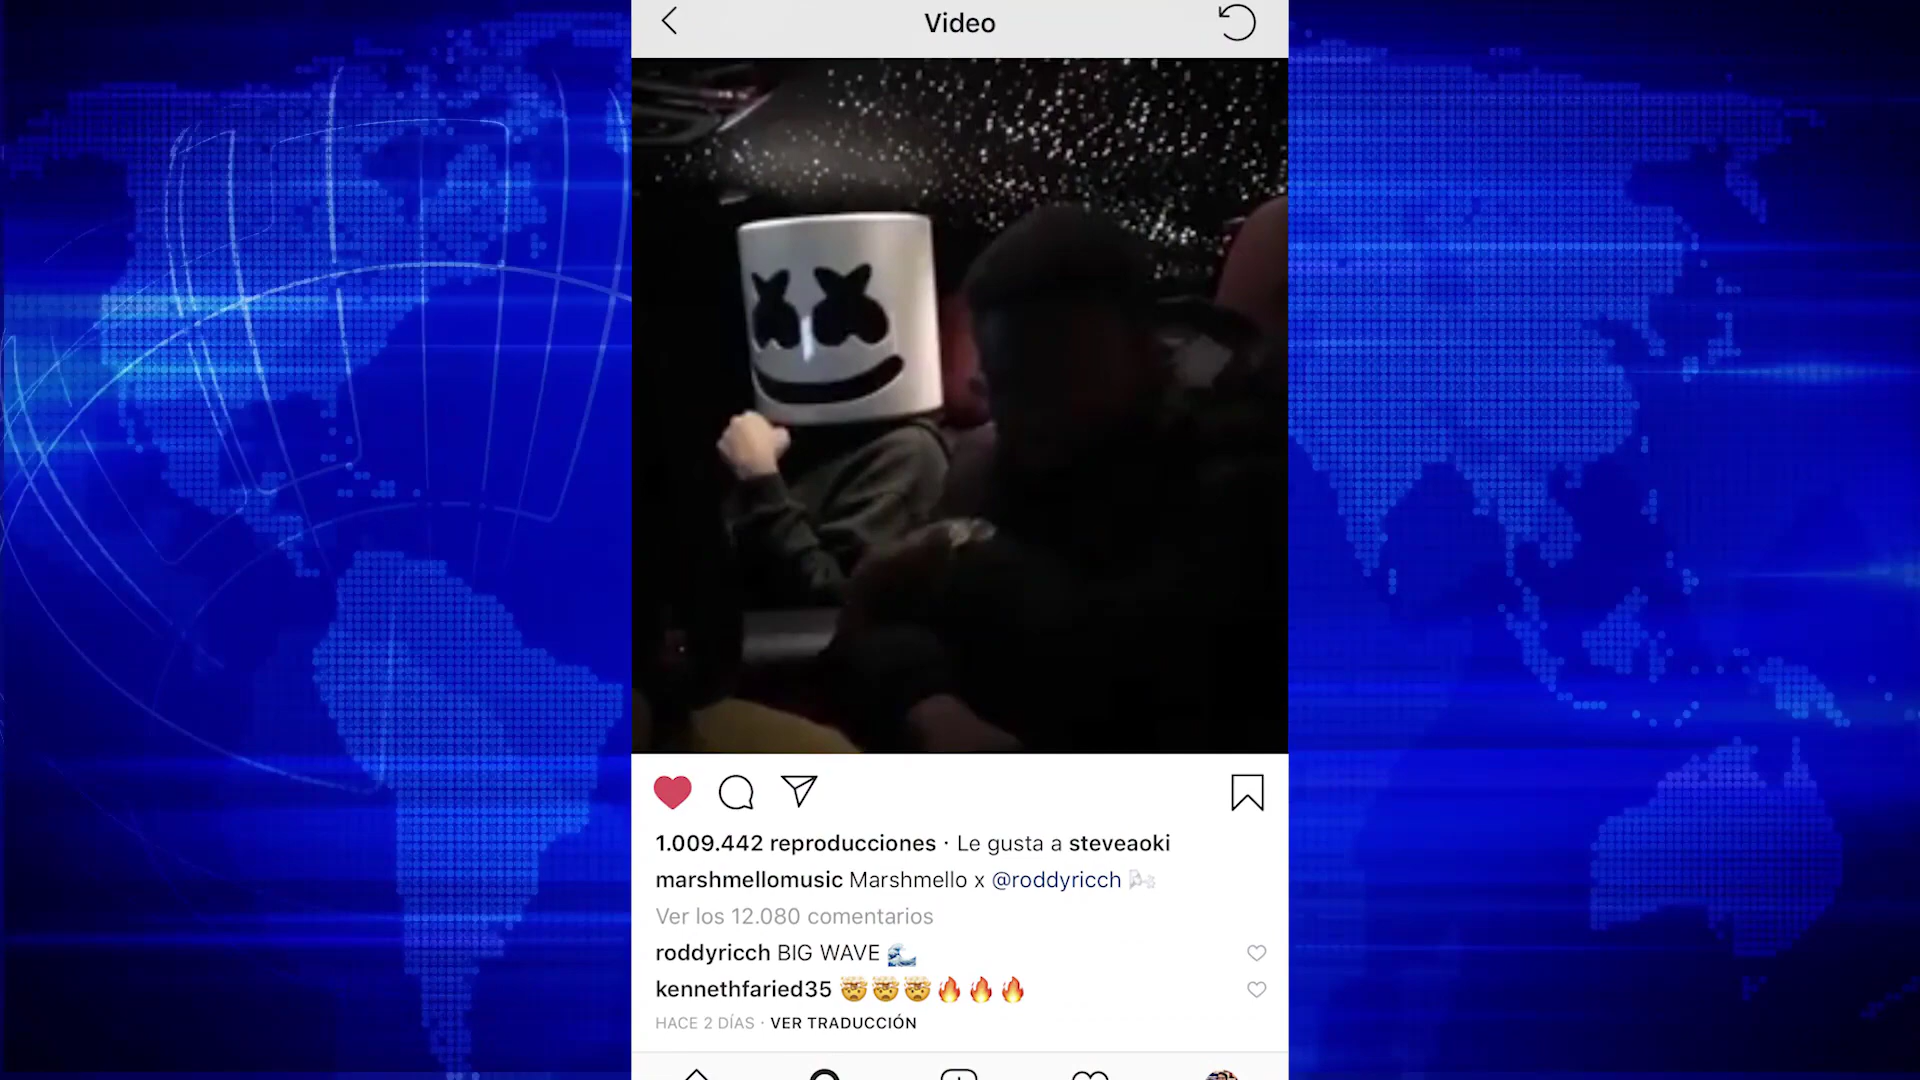 Video
1.009.442 reproducciones · Le gusta a steveaoki
marshmellomusic Marshmello x @roddyricch 🌬️
Ver los 12.080 comentarios
roddyricch BIG WAVE 🌊
kennethfaried35 🤯🤯🤯🔥🔥🔥
HACE 2 DÍAS · VER TRADUCCIÓN